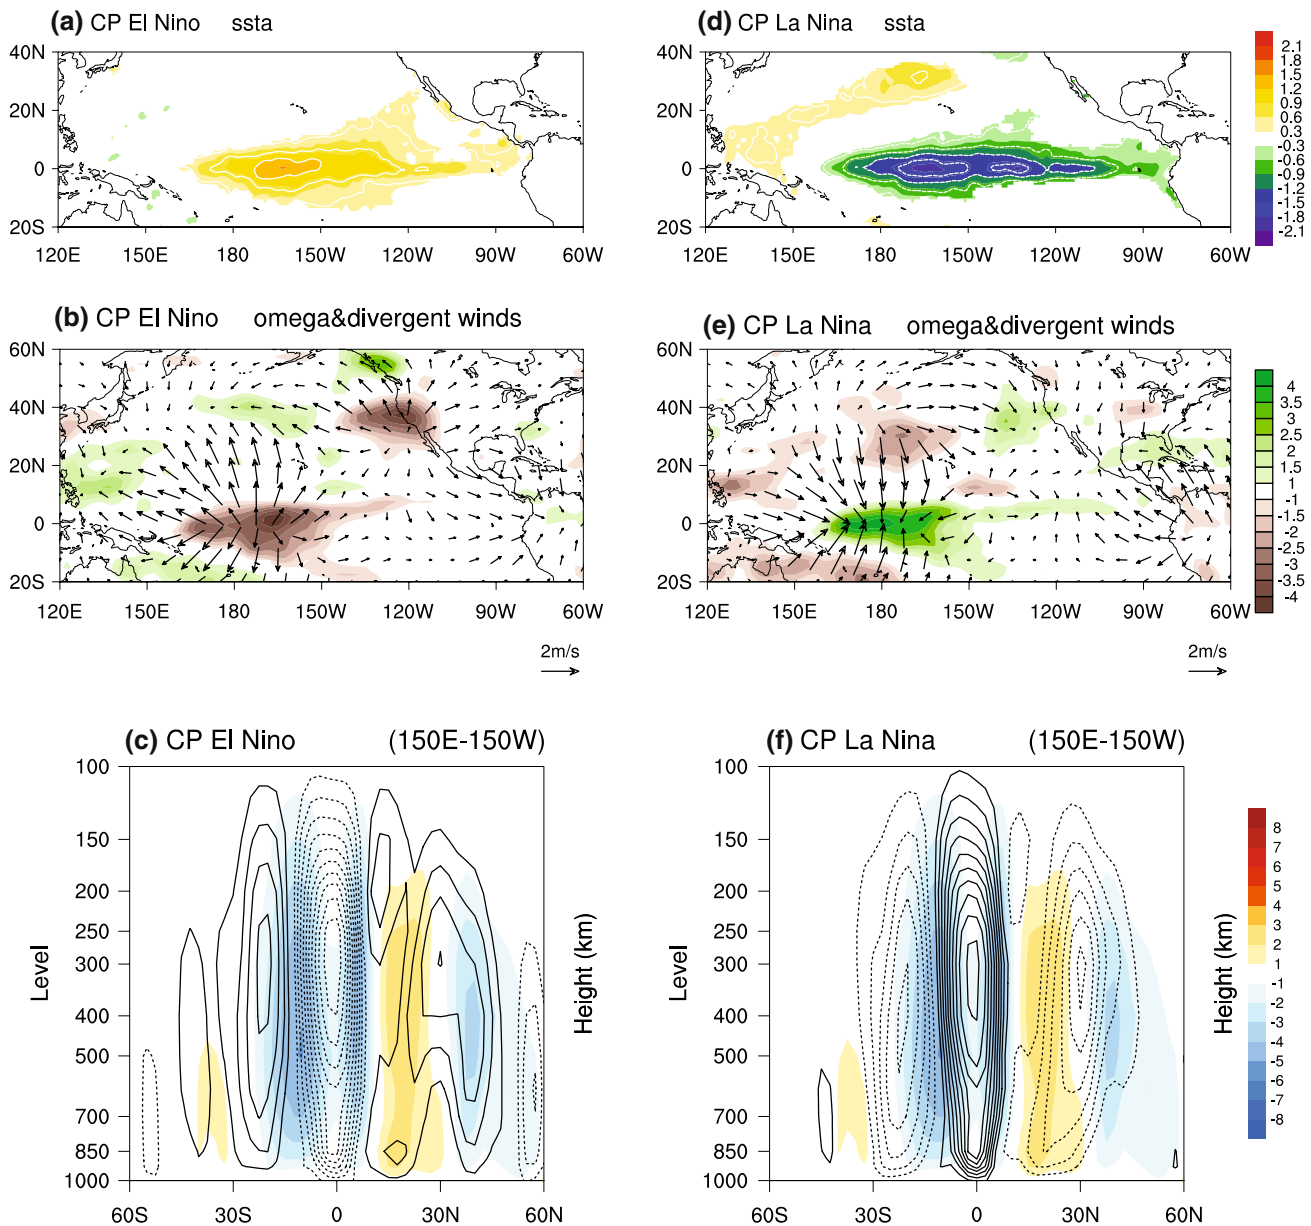 (a) CP El Nino ssta
(d) CP La Nina ssta
40N
20N
0
20S
120E 150E 180 150W 120W 90W 60W
40N
20N
0
20S
120E 150E 180 150W 120W 90W 60W
2.1
1.8
1.5
1.2
0.9
0.6
0.3
-0.3
-0.6
-0.9
-1.2
-1.5
-1.8
-2.1
(b) CP El Nino omega&divergent winds
(e) CP La Nina omega&divergent winds
60N
40N
20N
0
20S
120E 150E 180 150W 120W 90W 60W
2m/s
60N
40N
20N
0
20S
120E 150E 180 150W 120W 90W 60W
2m/s
4
3.5
3
2.5
2
1.5
1
-1
-1.5
-2
-2.5
-3
-3.5
-4
(c) CP El Nino (150E-150W)
(f) CP La Nina (150E-150W)
Level
100
150
200
250
300
400
500
700
850
1000
60S 30S 0 30N 60N
Height (km)
Level
100
150
200
250
300
400
500
700
850
1000
60S 30S 0 30N 60N
Height (km)
8
7
6
5
4
3
2
1
-1
-2
-3
-4
-5
-6
-7
-8